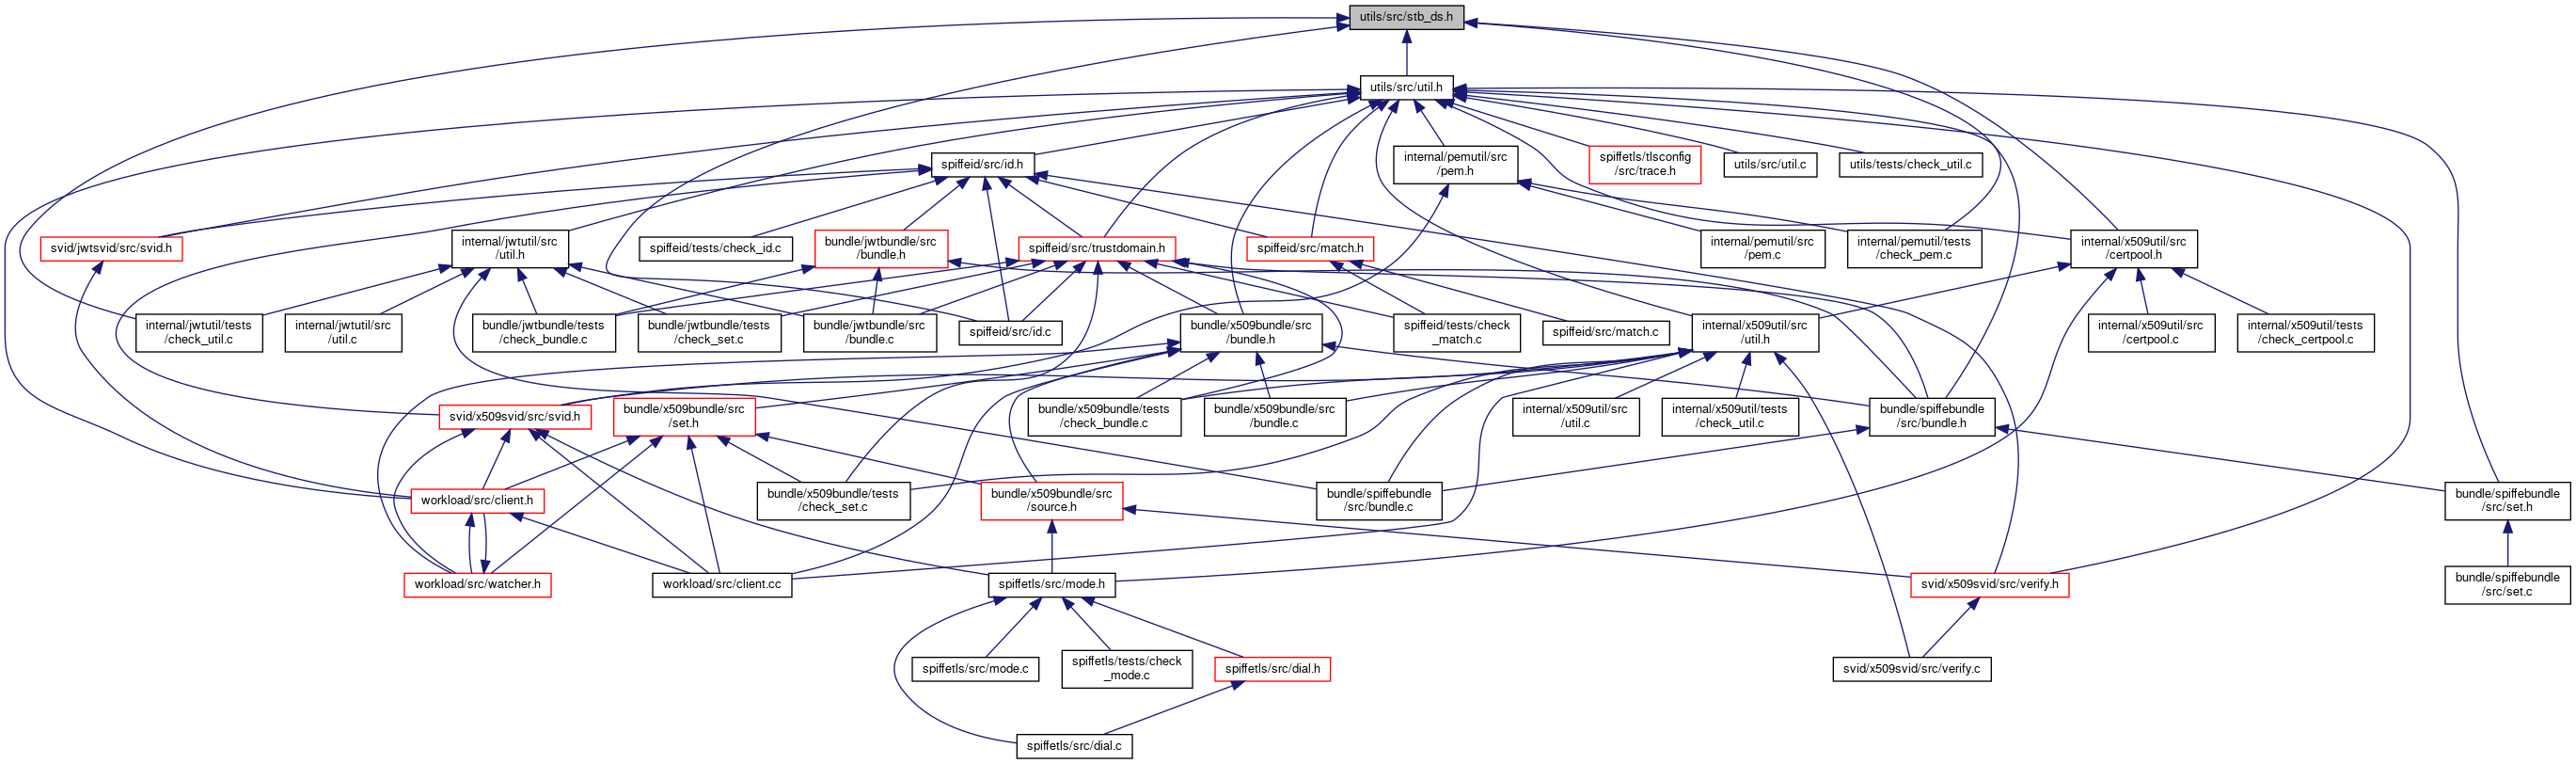 utils/src/stb_ds.h
utils/src/util.h
spiffeid/src/id.h
internal/pemutil/src
/pem.h
spiffetls/tlsconfig
/src/trace.h
utils/src/util.c
utils/tests/check_util.c
svid/jwtsvid/src/svid.h
internal/jwtutil/src
/util.h
spiffeid/tests/check_id.c
bundle/jwtbundle/src
/bundle.h
spiffeid/src/trustdomain.h
spiffeid/src/match.h
internal/pemutil/src
/pem.c
internal/pemutil/tests
/check_pem.c
internal/x509util/src
/certpool.h
internal/jwtutil/tests
/check_util.c
internal/jwtutil/src
/util.c
bundle/jwtbundle/tests
/check_bundle.c
bundle/jwtbundle/tests
/check_set.c
bundle/jwtbundle/src
/bundle.c
spiffeid/src/id.c
bundle/x509bundle/src
/bundle.h
spiffeid/tests/check
_match.c
spiffeid/src/match.c
internal/x509util/src
/util.h
internal/x509util/src
/certpool.c
internal/x509util/tests
/check_certpool.c
svid/x509svid/src/svid.h
bundle/x509bundle/src
/set.h
bundle/x509bundle/tests
/check_bundle.c
bundle/x509bundle/src
/bundle.c
internal/x509util/src
/util.c
internal/x509util/tests
/check_util.c
bundle/spiffebundle
/src/bundle.h
workload/src/client.h
bundle/x509bundle/tests
/check_set.c
bundle/x509bundle/src
/source.h
bundle/spiffebundle
/src/bundle.c
bundle/spiffebundle
/src/set.h
workload/src/watcher.h
workload/src/client.cc
spiffetls/src/mode.h
svid/x509svid/src/verify.h
bundle/spiffebundle
/src/set.c
spiffetls/src/mode.c
spiffetls/tests/check
_mode.c
spiffetls/src/dial.h
svid/x509svid/src/verify.c
spiffetls/src/dial.c